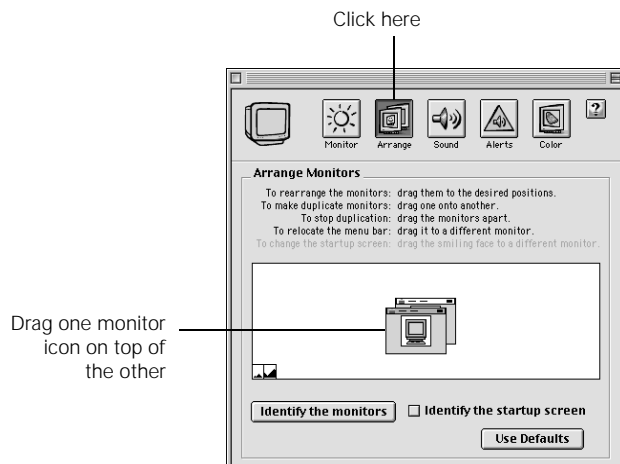 Click here
Monitor Arrange Sound Alerts Color
?
Arrange Monitors
To rearrange the monitors: drag them to the desired positions.
To make duplicate monitors: drag one onto another.
To stop duplication: drag the monitors apart.
To relocate the menu bar: drag it to a different monitor.
To change the startup screen: drag the smiling face to a different monitor.
Drag one monitor
icon on top of
the other
Identify the monitors
Identify the startup screen
Use Defaults